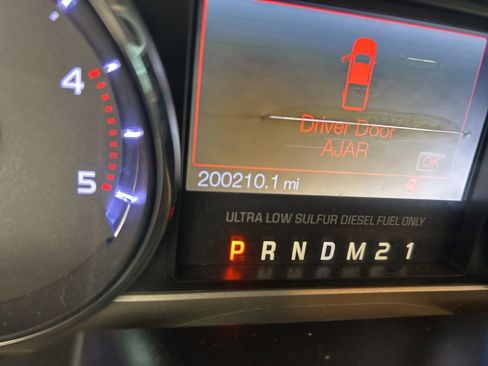 4
5
Driver Door
AJAR
OK
200210.1 mi
ULTRA LOW SULFUR DIESEL FUEL ONLY
P R N D M 2 1